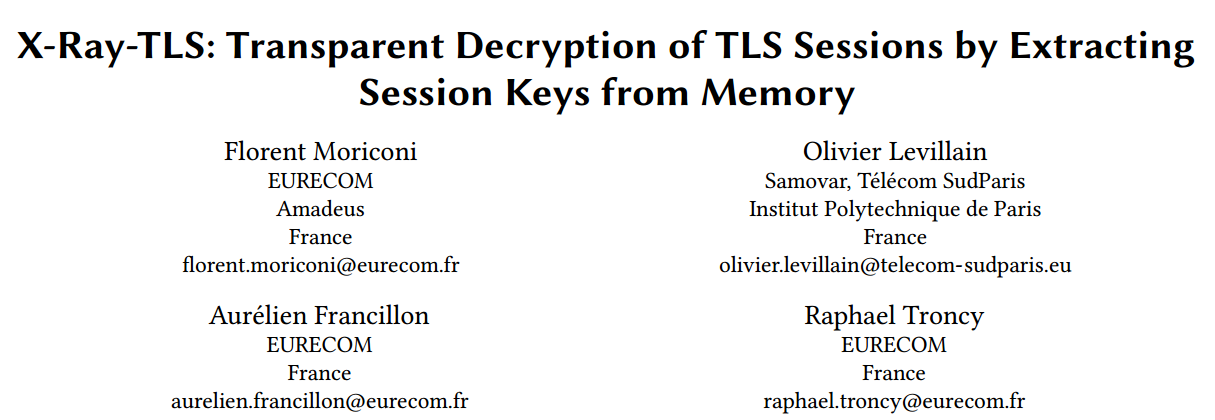 X-Ray-TLS: Transparent Decryption of TLS Sessions by Extracting
Session Keys from Memory
Florent Moriconi
EURECOM
Amadeus
France
florent.moriconi@eurecom.fr
Olivier Levillain
Samovar, Télécom SudParis
Institut Polytechnique de Paris
France
olivier.levillain@telecom-sudparis.eu
Aurélien Francillon
EURECOM
France
aurelien.francillon@eurecom.fr
Raphael Troncy
EURECOM
France
raphael.troncy@eurecom.fr